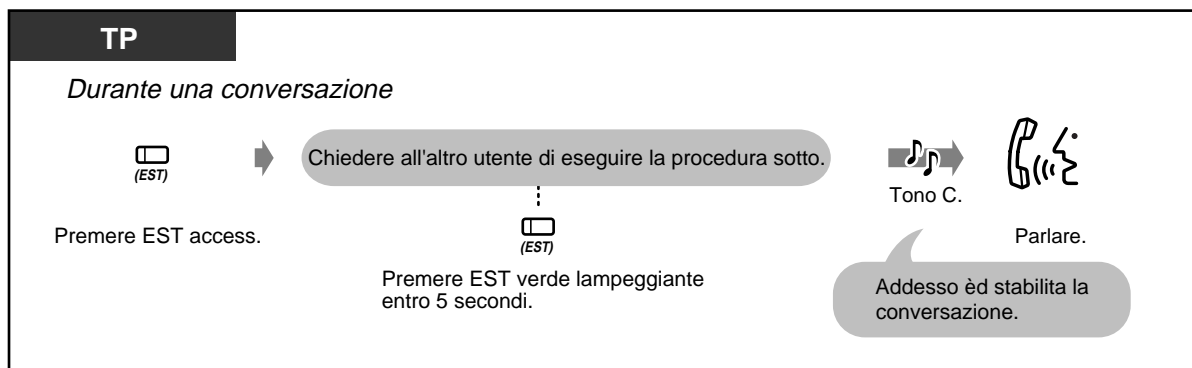 TP
Durante una conversazione
(EST)
Chiedere all'altro utente di eseguire la procedura sotto.
Tono C.
Premere EST access.
(EST)
Parlare.
Premere EST verde lampeggiante
entro 5 secondi.
Addesso èd stabilita la
conversazione.